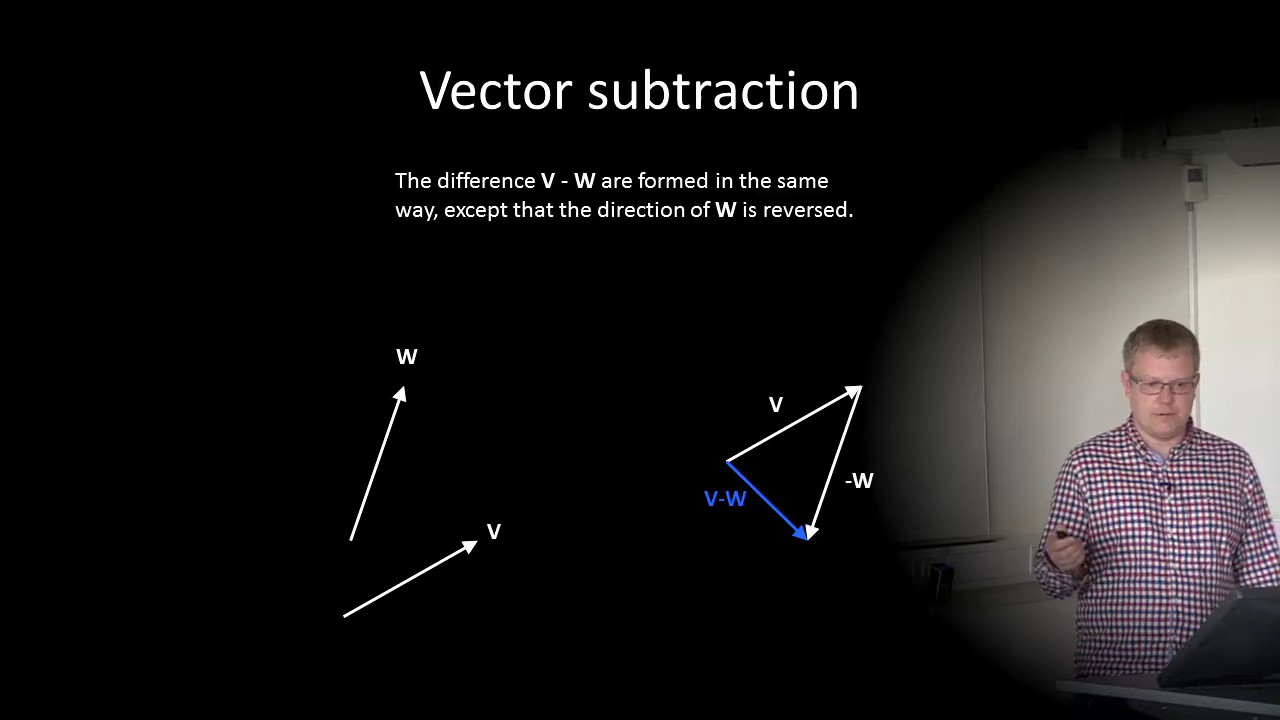 Vector subtraction
The difference V - W are formed in the same
way, except that the direction of W is reversed.
W
V
V
-W
V-W